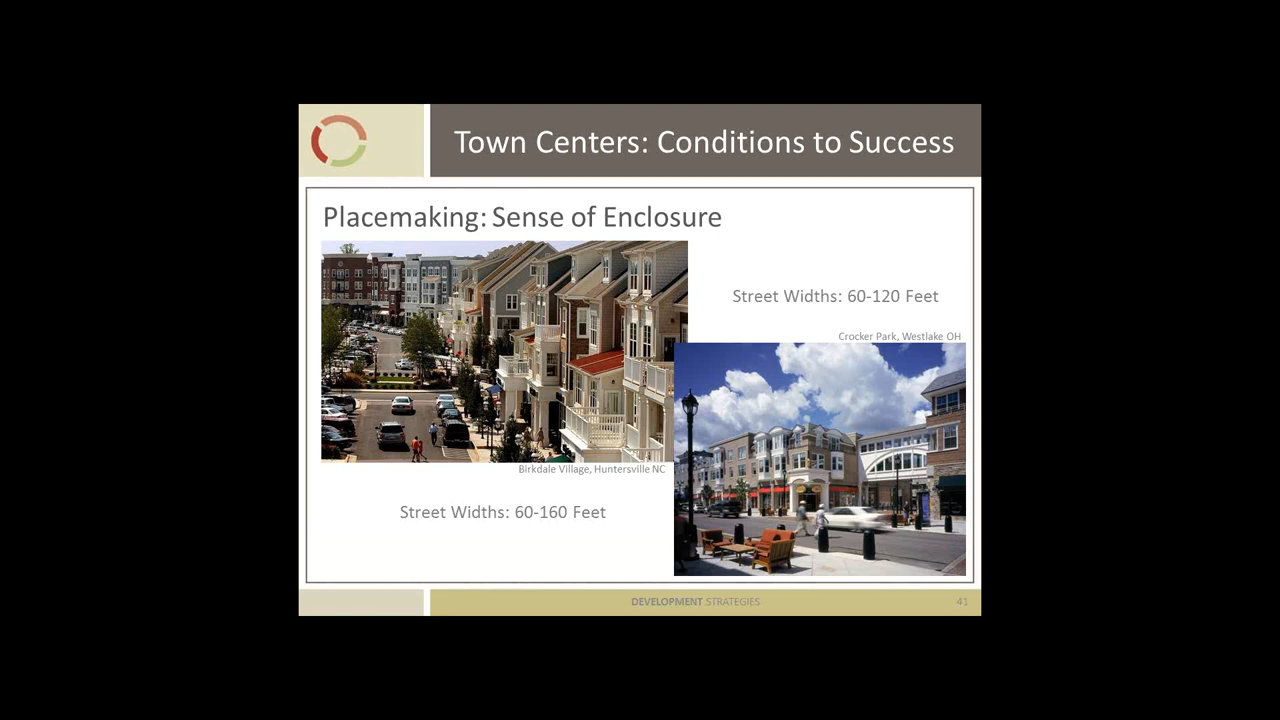 Town Centers: Conditions to Success
Placemaking: Sense of Enclosure
Street Widths: 60-120 Feet
Crocker Park, Westlake OH
Birkdale Village, Huntersville NC
Street Widths: 60-160 Feet
DEVELOPMENT STRATEGIES
41